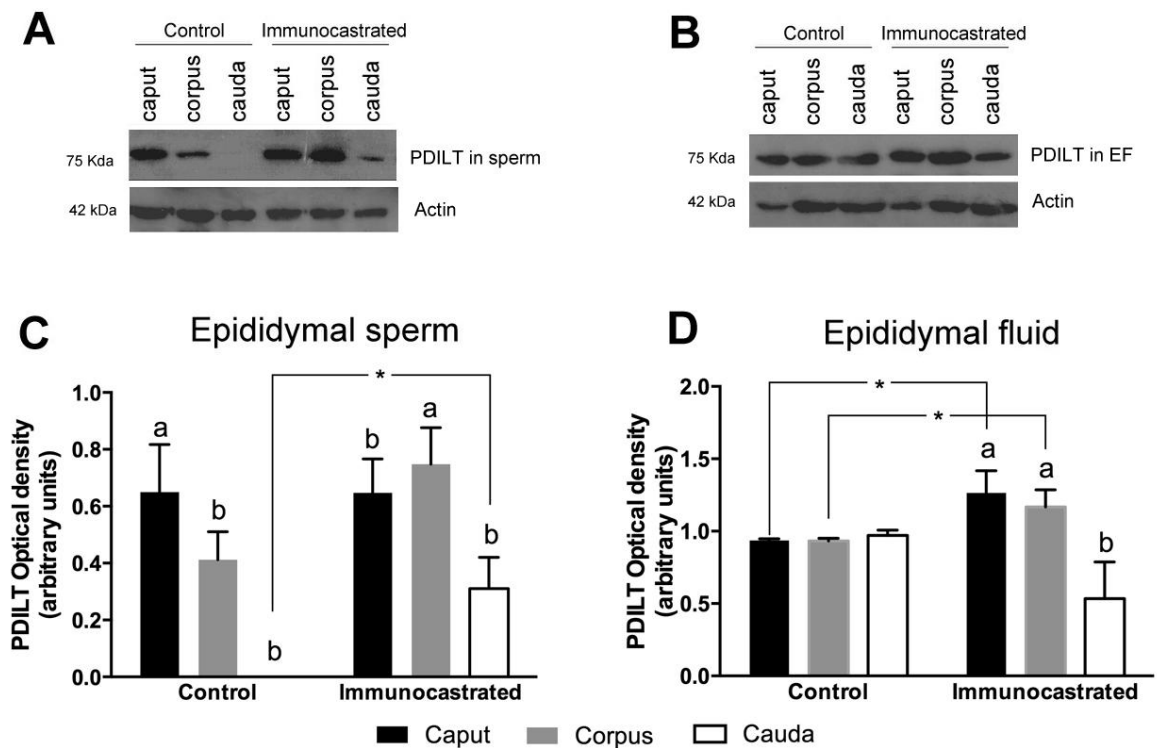 A
Control Immunocastrated
caput corpus cauda caput corpus cauda
75 Kda PDILT in sperm
42 kDa Actin
B
Control Immunocastrated
caput corpus cauda caput corpus cauda
75 Kda PDILT in EF
42 kDa Actin
C Epididymal sperm
PDILT Optical density
(arbitrary units)
1.0
0.8
0.6
0.4
0.2
0.0
*
a b b b a b
Control Immunocastrated
D Epididymal fluid
PDILT Optical density
(arbitrary units)
2.0
1.5
1.0
0.5
0.0
*
*
a a b
Control Immunocastrated
Caput Corpus Cauda